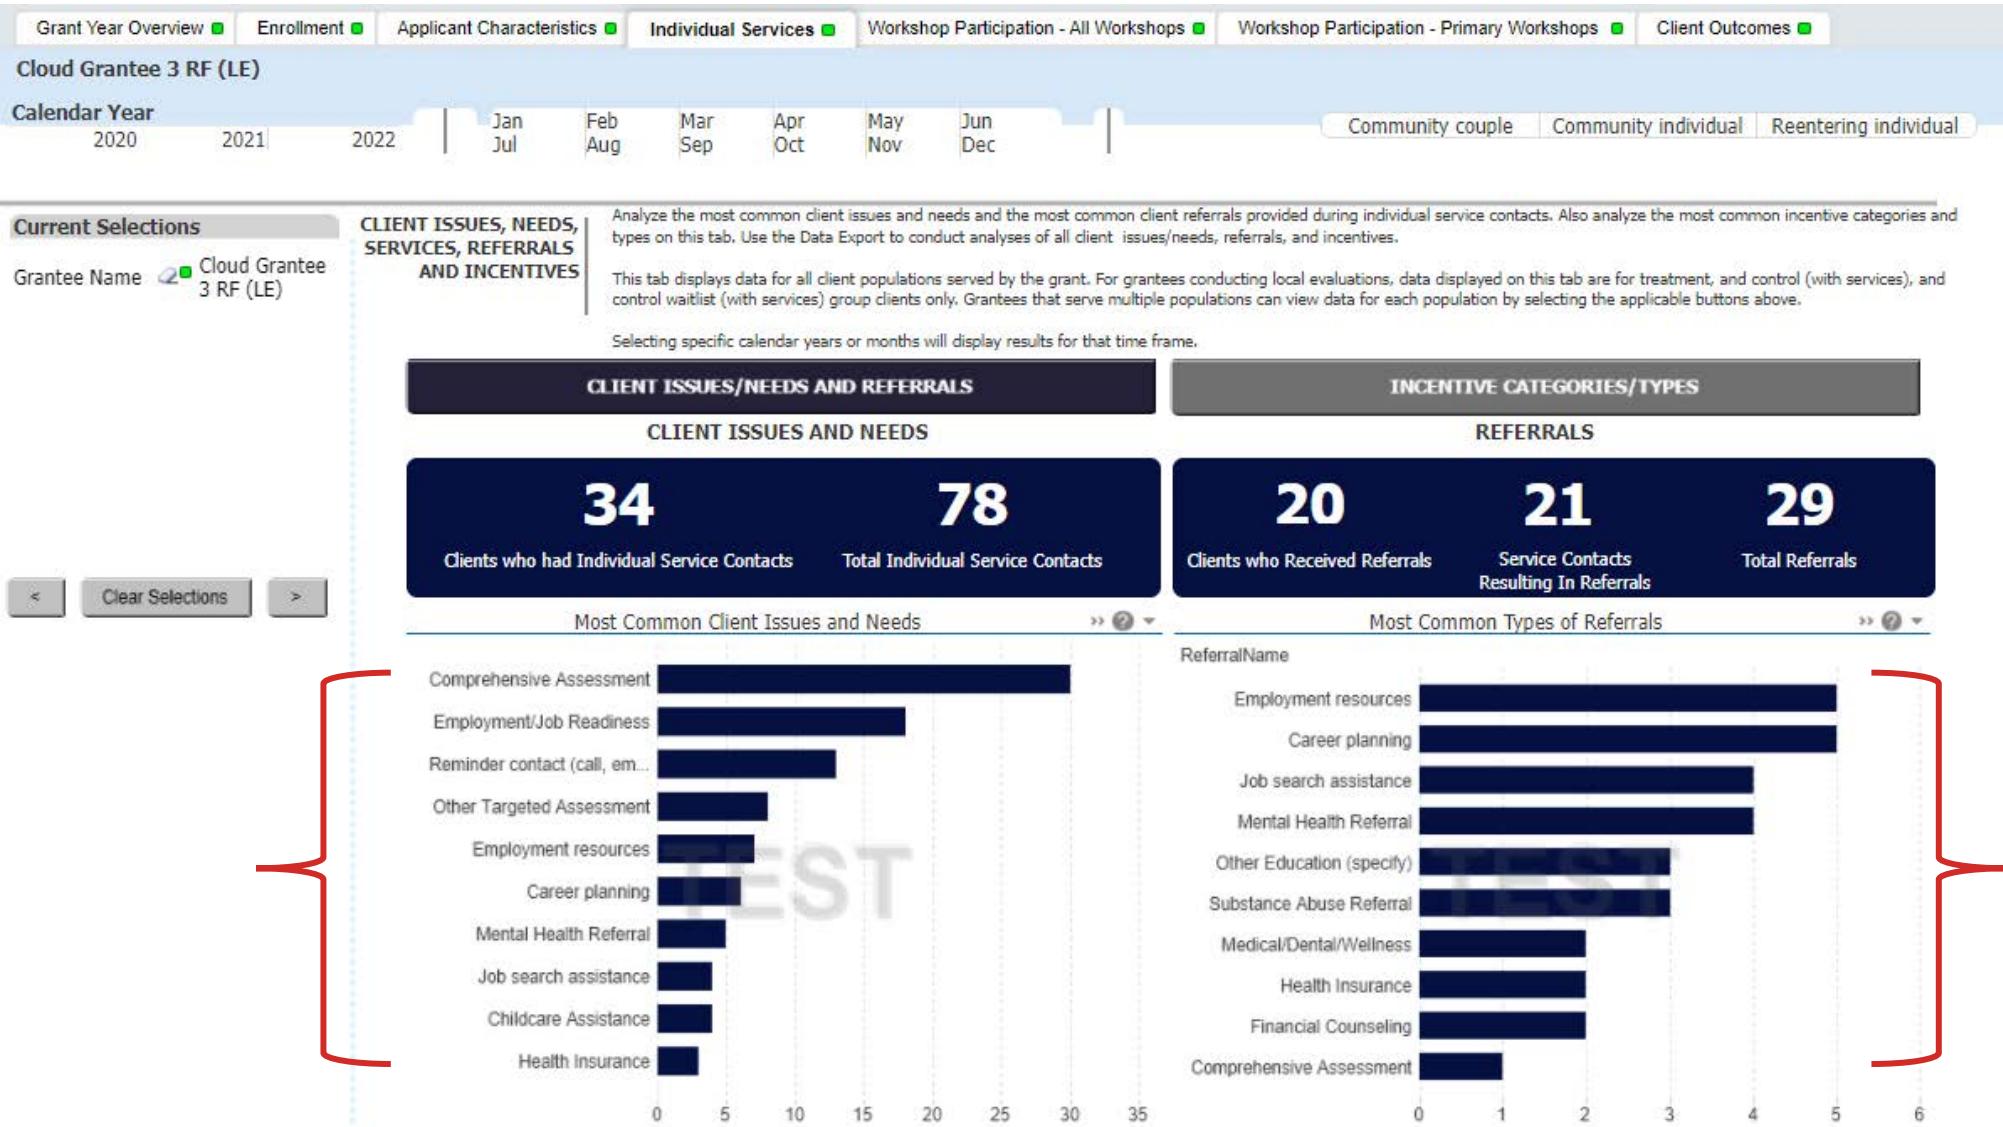 Grant Year Overview Enrollment Applicant Characteristics Individual Services Workshop Participation - All Workshops Workshop Participation - Primary Workshops Client Outcomes
Cloud Grantee 3 RF (LE)
Calendar Year
2020 2021 2022
Jan Feb Mar Apr May Jun
Jul Aug Sep Oct Nov Dec
Community couple Community individual Reentering individual
Current Selections
Grantee Name Cloud Grantee
3 RF (LE)
< Clear Selections >
CLIENT ISSUES, NEEDS,
SERVICES, REFERRALS
AND INCENTIVES
Analyze the most common client issues and needs and the most common client referrals provided during individual service contacts. Also analyze the most common incentive categories and
types on this tab. Use the Data Export to conduct analyses of all client issues/needs, referrals, and incentives.
This tab displays data for all client populations served by the grant. For grantees conducting local evaluations, data displayed on this tab are for treatment, and control (with services), and
control waitlist (with services) group clients only. Grantees that serve multiple populations can view data for each population by selecting the applicable buttons above.
Selecting specific calendar years or months will display results for that time frame.
CLIENT ISSUES/NEEDS AND REFERRALS
INCENTIVE CATEGORIES/TYPES
CLIENT ISSUES AND NEEDS
34 78
Clients who had Individual Service Contacts Total Individual Service Contacts
Most Common Client Issues and Needs
Comprehensive Assessment
Employment/Job Readiness
Reminder contact (call, em...
Other Targeted Assessment
Employment resources
Career planning
Mental Health Referral
Job search assistance
Childcare Assistance
Health Insurance
TEST
0 5 10 15 20 25 30 35
REFERRALS
20 21 29
Clients who Received Referrals Service Contacts Total Referrals
Resulting In Referrals
Most Common Types of Referrals
ReferralName
Employment resources
Career planning
Job search assistance
Mental Health Referral
Other Education (specify)
Substance Abuse Referral
Medical/Dental/Wellness
Health Insurance
Financial Counseling
Comprehensive Assessment
TEST
0 1 2 3 4 5 6